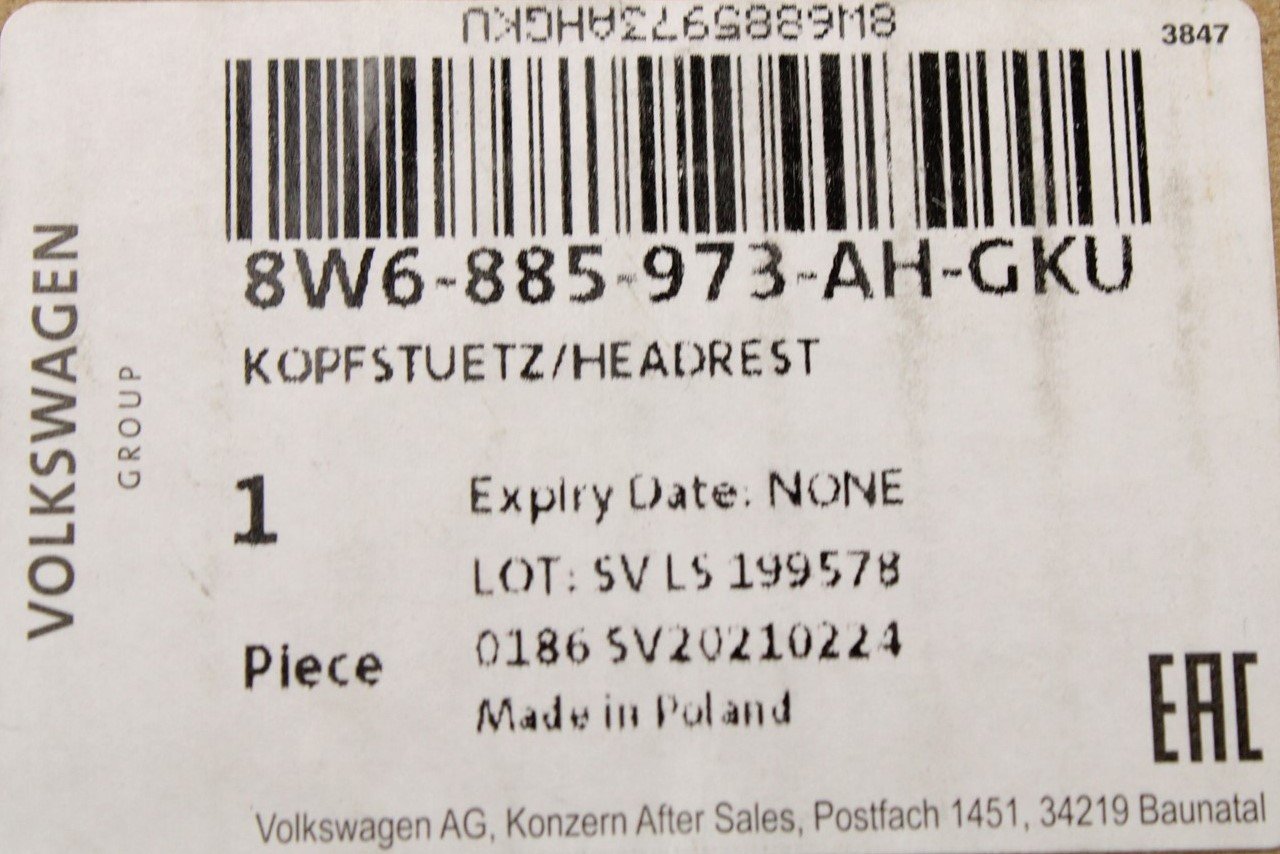 8W6885973AHGKU
3847
8W6-885-973-AH-GKU
KOPFSTUETZ/HEADREST
VOLKSWAGEN
GROUP
1
Expiry Date: NONE
LOT: SV LS 199578
Piece
0186 SV20210224
Made in Poland
EAC
Volkswagen AG, Konzern After Sales, Postfach 1451, 34219 Baunatal